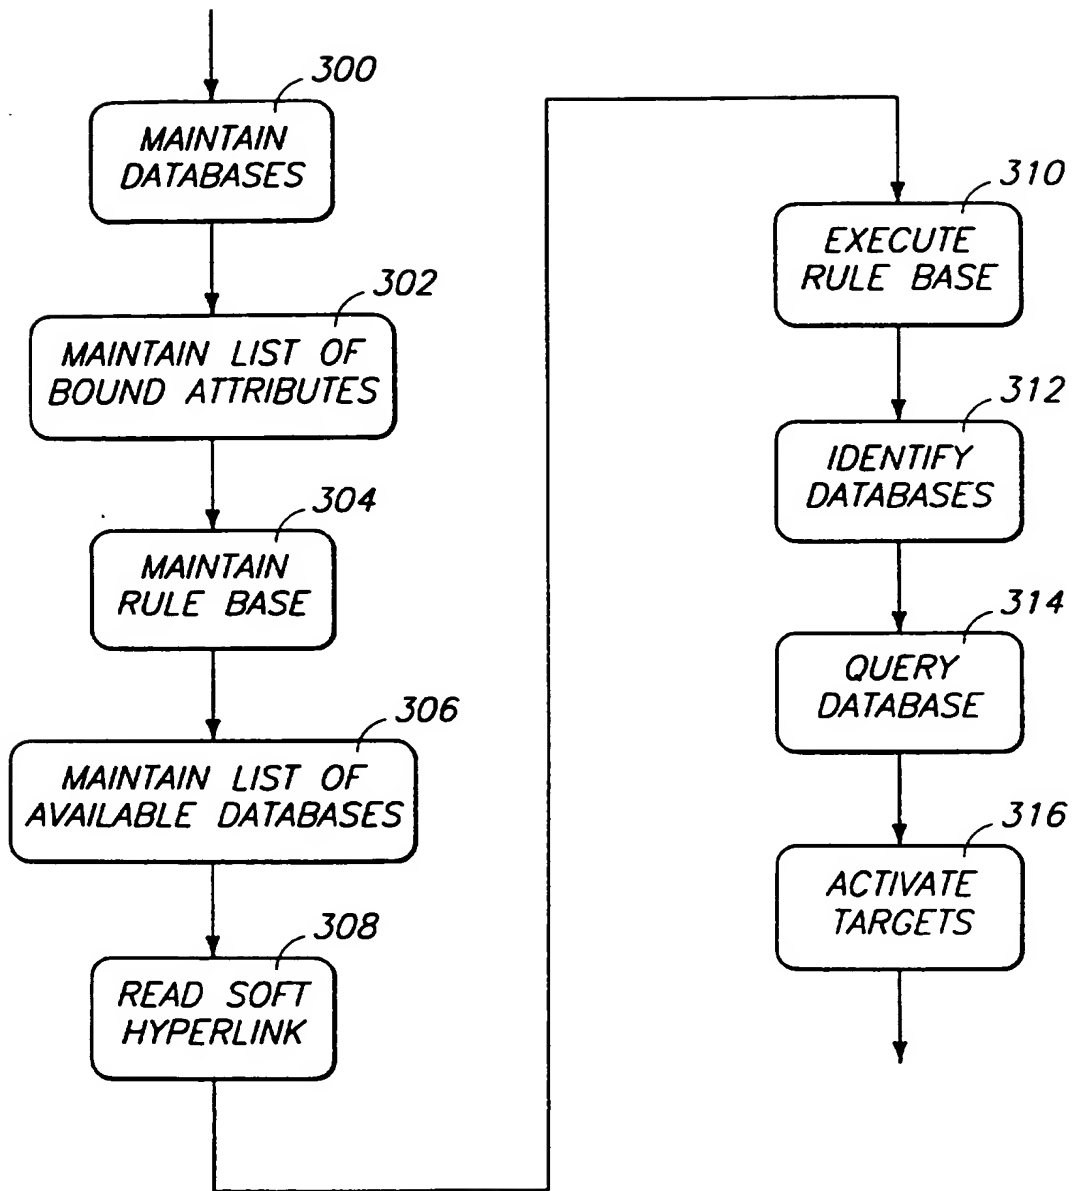 300
MAINTAIN
DATABASES
302
MAINTAIN LIST OF
BOUND ATTRIBUTES
304
MAINTAIN
RULE BASE
306
MAINTAIN LIST OF
AVAILABLE DATABASES
308
READ SOFT
HYPERLINK
310
EXECUTE
RULE BASE
312
IDENTIFY
DATABASES
314
QUERY
DATABASE
316
ACTIVATE
TARGETS